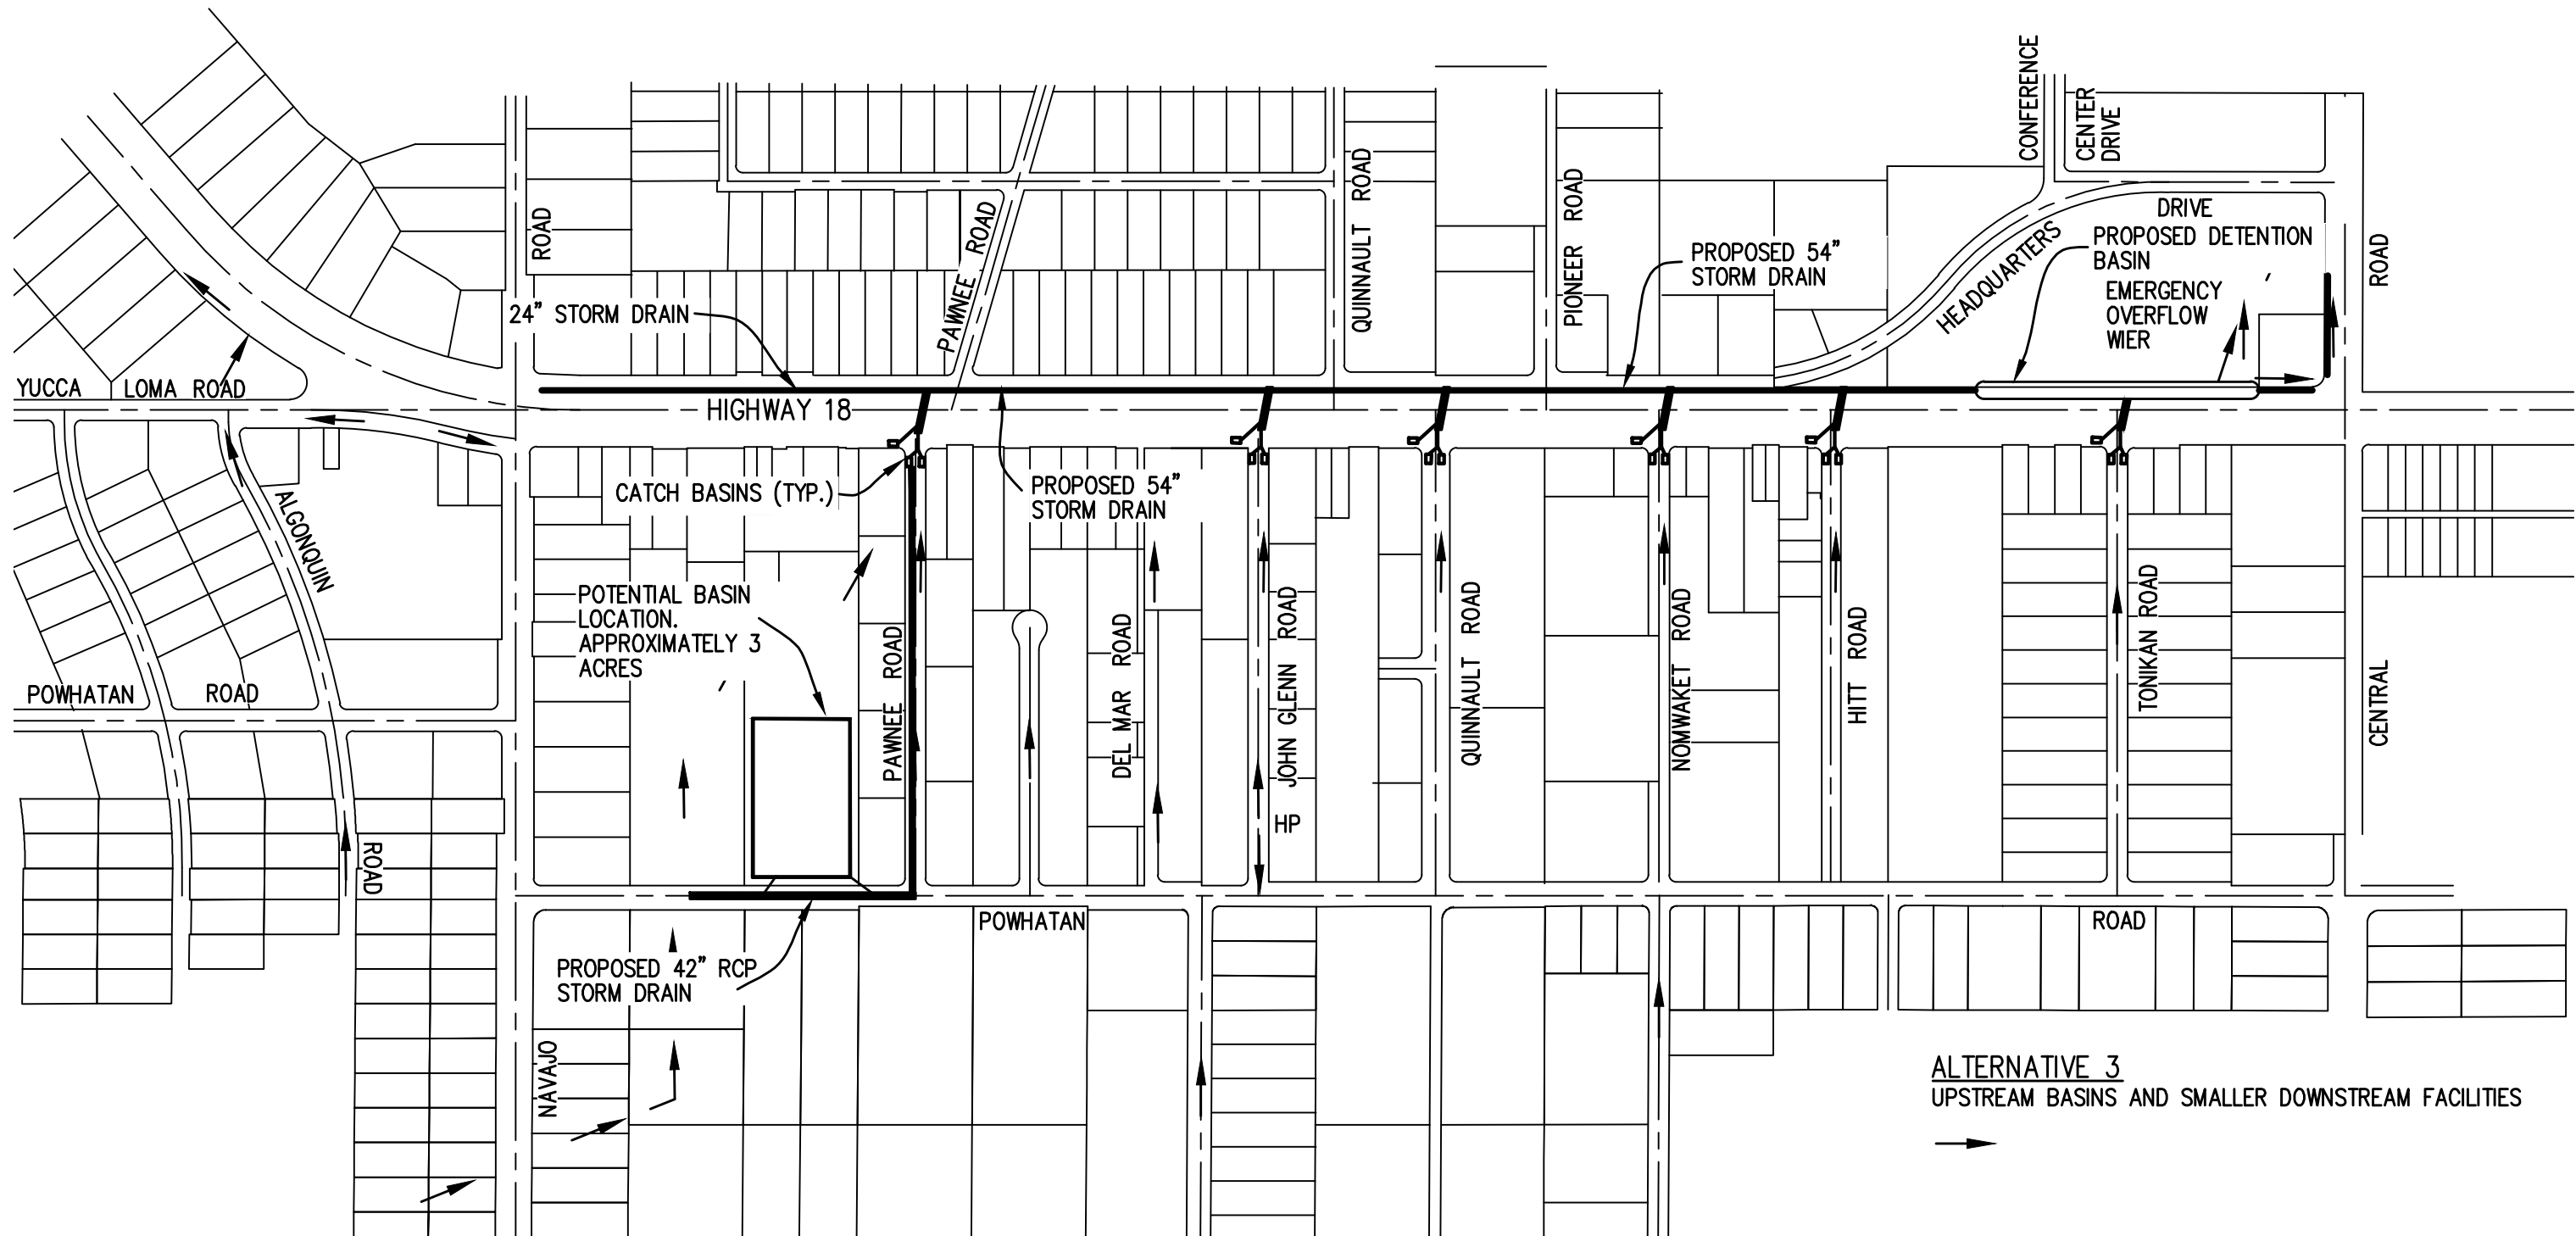 CONFERENCE
CENTER
DRIVE
ROAD
PAWNEE ROAD
QUINNAULT ROAD
PIONEER ROAD
PROPOSED 54"
STORM DRAIN
HEADQUARTERS
DRIVE
PROPOSED DETENTION
BASIN
EMERGENCY
OVERFLOW
WIER
ROAD
24" STORM DRAIN
YUCCA LOMA ROAD
HIGHWAY 18
CATCH BASINS (TYP.)
PROPOSED 54"
STORM DRAIN
ALGONQUIN
ROAD
POTENTIAL BASIN
LOCATION.
APPROXIMATELY 3
ACRES
PAWNEE ROAD
DEL MAR ROAD
JOHN GLENN ROAD
HP
QUINNAULT ROAD
NOMWAKET ROAD
HITT ROAD
TONIKAN ROAD
CENTRAL
POWHATAN ROAD
POWHATAN
ROAD
PROPOSED 42" RCP
STORM DRAIN
NAVAJO
ALTERNATIVE 3
UPSTREAM BASINS AND SMALLER DOWNSTREAM FACILITIES